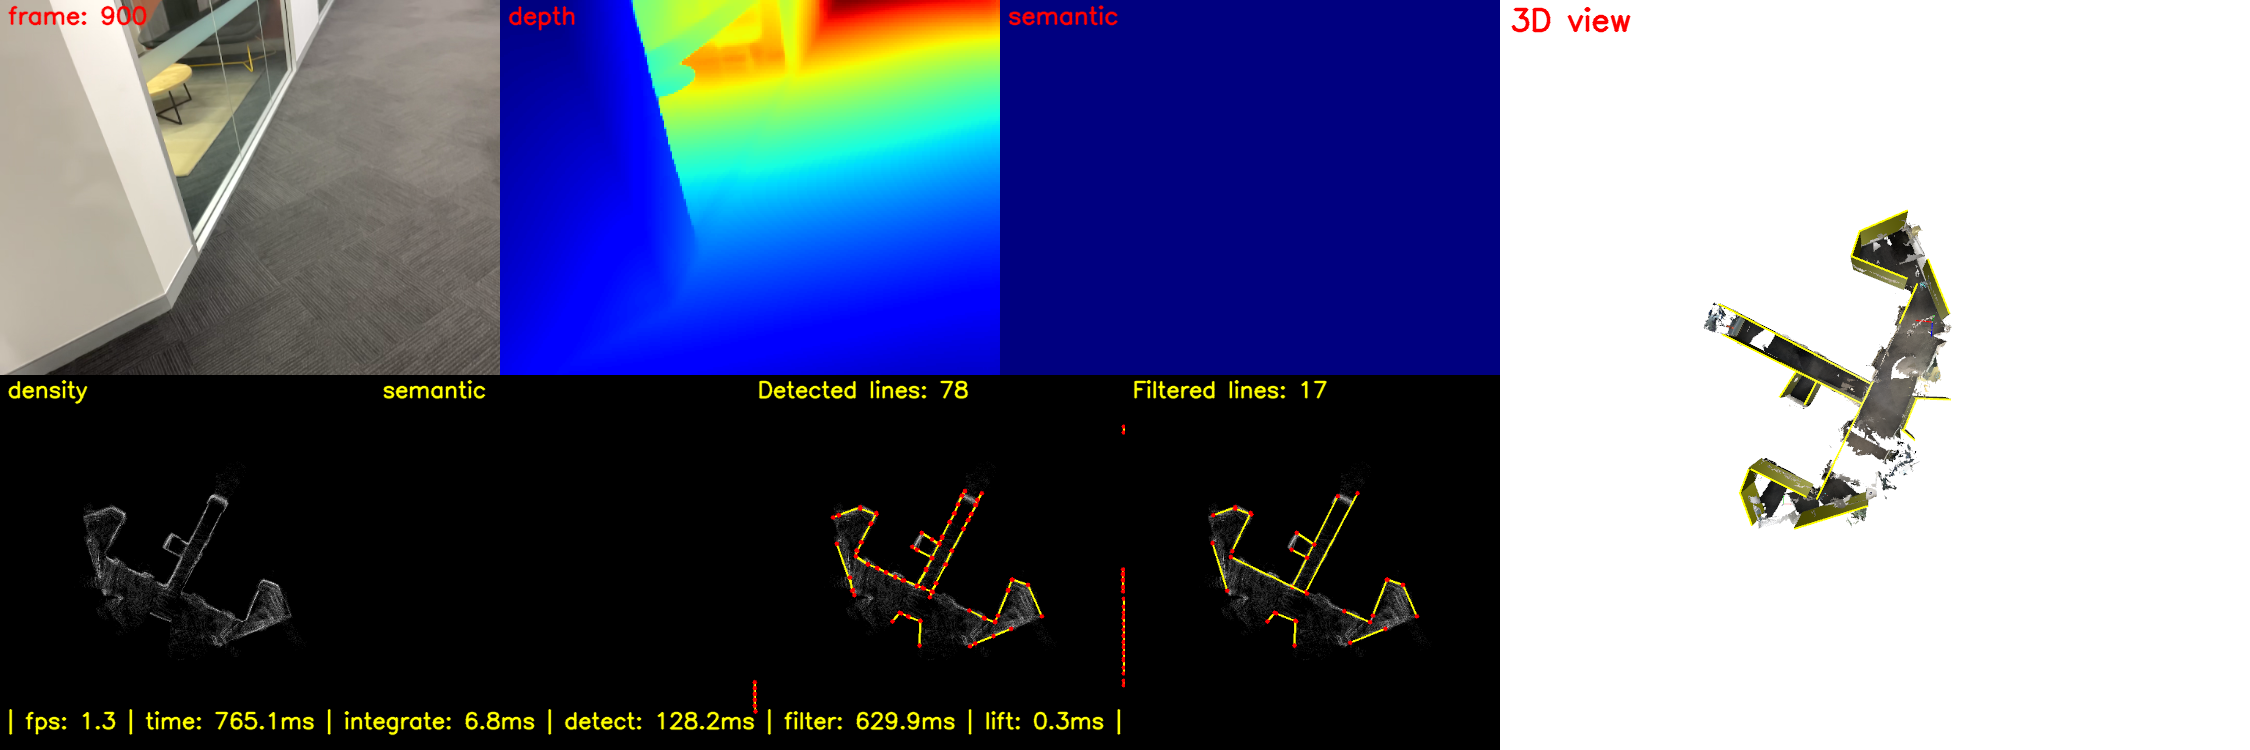 frame: 900
depth
semantic
3D view
density
semantic
Detected lines: 78
Filtered lines: 17
| fps: 1.3 | time: 765.1ms | integrate: 6.8ms | detect: 128.2ms | filter: 629.9ms | lift: 0.3ms |